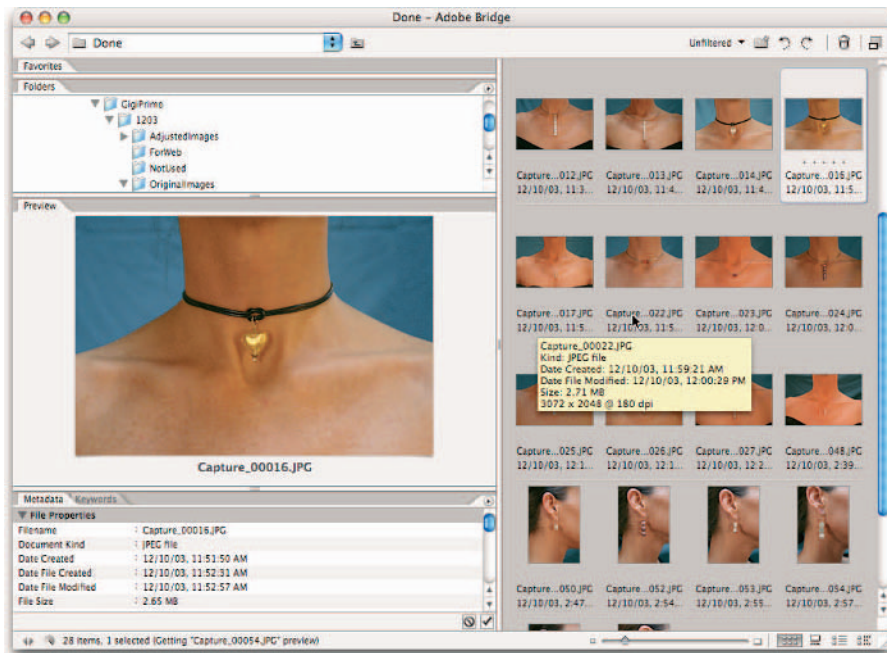 Done – Adobe Bridge
Done
Unfiltered
Favorites
Folders
GigiPrimo
1203
AdjustedImages
ForWeb
NotUsed
OriginalImages
Preview
Capture_00016.JPG
Metadata Keywords
File Properties
Filename : Capture_00016.JPG
Document Kind : JPEG file
Date Created : 12/10/03, 11:51:50 AM
Date File Created : 12/10/03, 11:52:31 AM
Date File Modified : 12/10/03, 11:52:57 AM
File Size : 2.65 MB
Capture...012.JPG Capture...013.JPG Capture...014.JPG Capture...016.JPG
12/10/03, 11:3... 12/10/03, 11:4... 12/10/03, 11:4... 12/10/03, 11:5...
Capture...017.JPG Capture...022.JPG Capture...023.JPG Capture...024.JPG
12/10/03, 11:5... 12/10/03, 11:5... 12/10/03, 12:0... 12/10/03, 12:0...
Capture_00022.JPG
Kind: JPEG file
Date Created: 12/10/03, 11:59:21 AM
Date File Modified: 12/10/03, 12:00:29 PM
Size: 2.71 MB
3072 x 2048 @ 180 dpi
Capture...025.JPG Capture...026.JPG Capture...027.JPG Capture...048.JPG
12/10/03, 12:1... 12/10/03, 12:1... 12/10/03, 12:2... 12/10/03, 2:39...
Capture...050.JPG Capture...052.JPG Capture...053.JPG Capture...054.JPG
12/10/03, 2:47... 12/10/03, 2:54... 12/10/03, 2:55... 12/10/03, 2:57...
28 items, 1 selected (Getting "Capture_00054.JPG" preview)